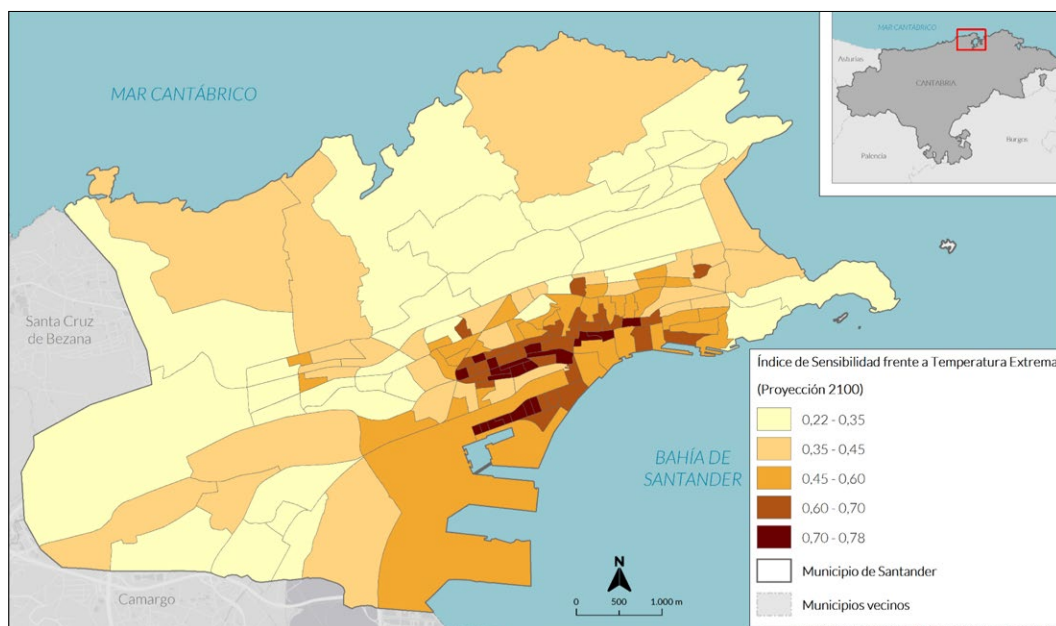 MAR CANTÁBRICO
MAR CANTÁBRICO
Asturias
CANTABRIA
Palencia
Burgos
Santa Cruz
de Bezana
BAHÍA DE
SANTANDER
Camargo
N
0 500 1.000 m
Índice de Sensibilidad frente a Temperatura Extrema
(Proyección 2100)
0,22 - 0,35
0,35 - 0,45
0,45 - 0,60
0,60 - 0,70
0,70 - 0,78
Municipio de Santander
Municipios vecinos